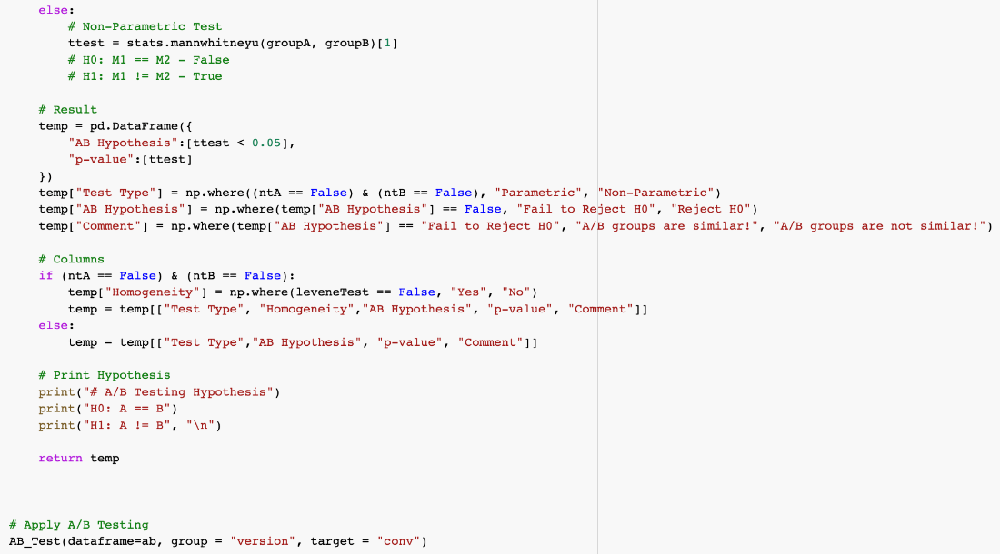 else:
# Non-Parametric Test
ttest = stats.mannwhitneyu(groupA, groupB)[1]
# H0: M1 == M2 - False
# H1: M1 != M2 - True
# Result
temp = pd.DataFrame({
"AB Hypothesis":[ttest < 0.05],
"p-value":[ttest]
})
temp["Test Type"] = np.where((ntA == False) & (ntB == False), "Parametric", "Non-Parametric")
temp["AB Hypothesis"] = np.where(temp["AB Hypothesis"] == False, "Fail to Reject H0", "Reject H0")
temp["Comment"] = np.where(temp["AB Hypothesis"] == "Fail to Reject H0", "A/B groups are similar!", "A/B groups are not similar!")
# Columns
if (ntA == False) & (ntB == False):
temp["Homogeneity"] = np.where(leveneTest == False, "Yes", "No")
temp = temp[["Test Type", "Homogeneity","AB Hypothesis", "p-value", "Comment"]]
else:
temp = temp[["Test Type","AB Hypothesis", "p-value", "Comment"]]
# Print Hypothesis
print("# A/B Testing Hypothesis")
print("H0: A == B")
print("H1: A != B", "\n")
return temp
# Apply A/B Testing
AB_Test(dataframe=ab, group = "version", target = "conv")